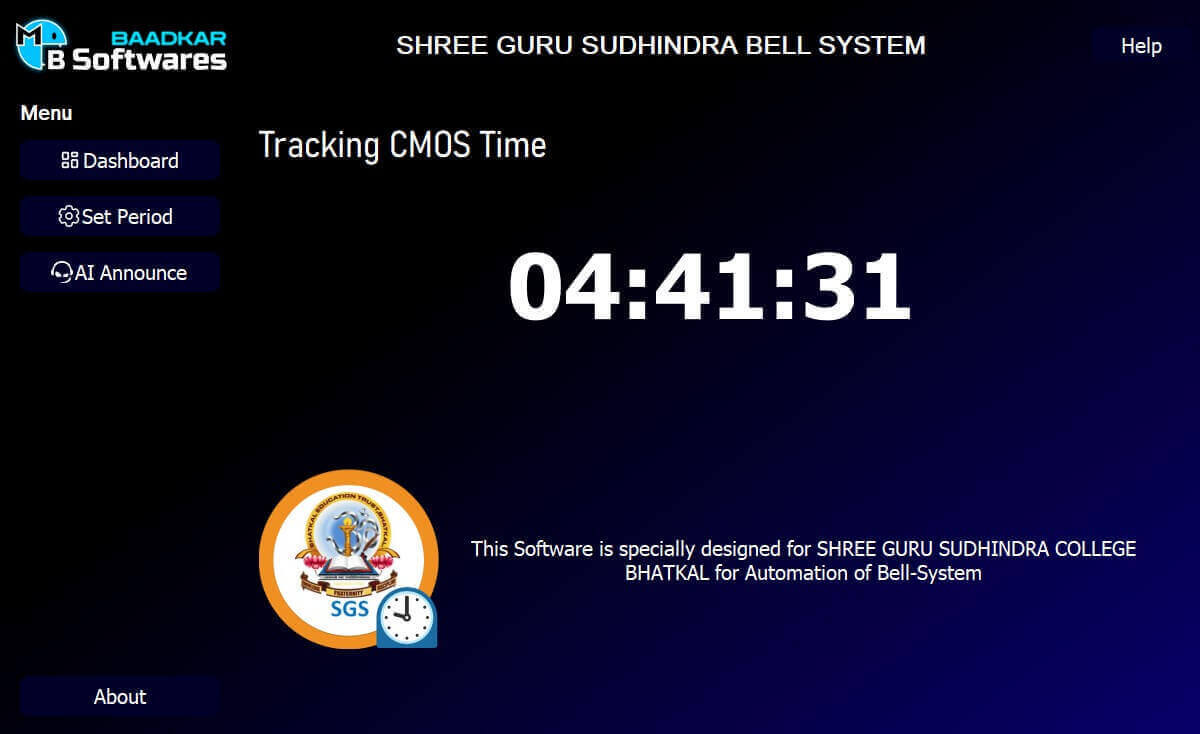 BAADKAR
MB Softwares
SHREE GURU SUDHINDRA BELL SYSTEM
Help
Menu
Dashboard
Set Period
AI Announce
Tracking CMOS Time
04:41:31
BHATKAL EDUCATION TRUST, BHATKAL
FRATERNITY
SGS
This Software is specially designed for SHREE GURU SUDHINDRA COLLEGE
BHATKAL for Automation of Bell-System
About